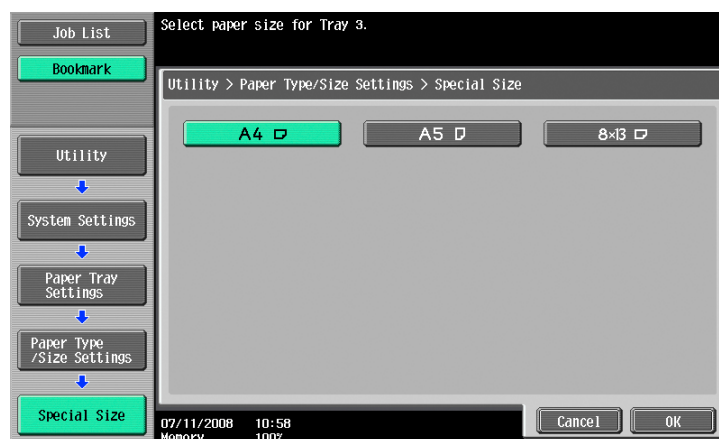 Job List
Select paper size for Tray 3.
Bookmark
Utility > Paper Type/Size Settings > Special Size
A4
A5
8×13
Utility
System Settings
Paper Tray
Settings
Paper Type
/Size Settings
Special Size
07/11/2008 10:58
Memory 100%
Cancel
OK